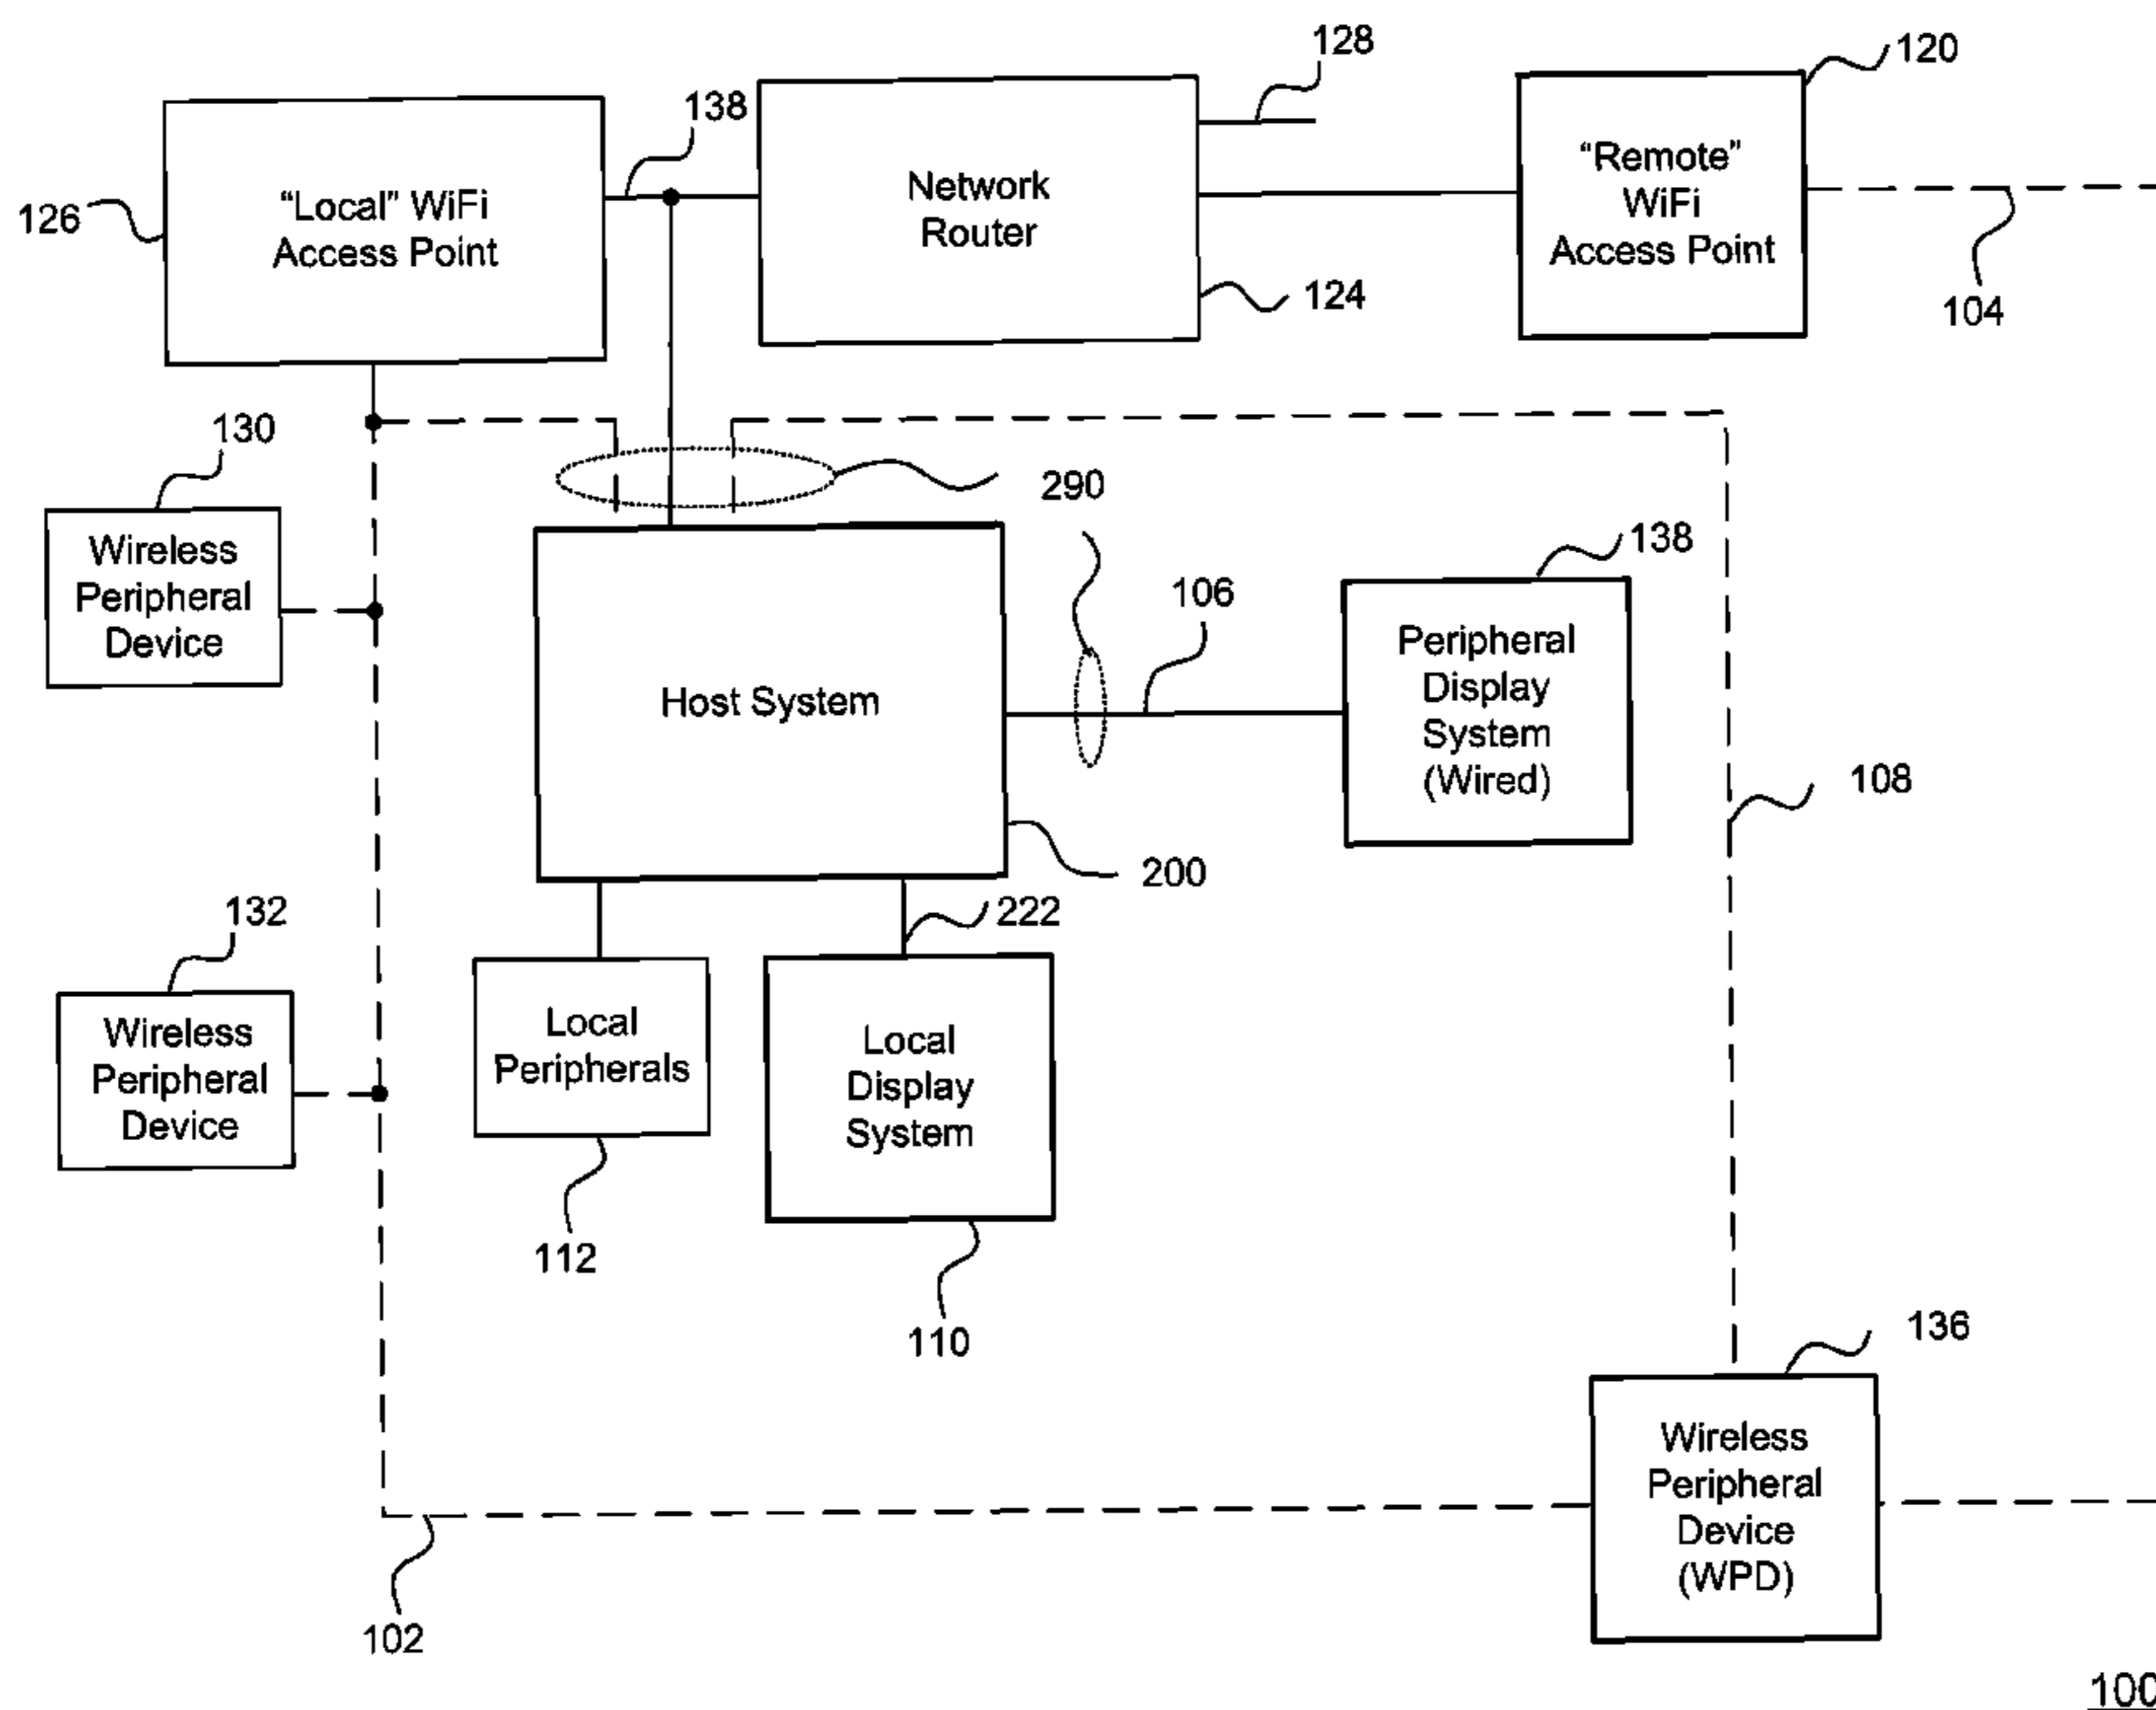 128
120
138
"Local" WiFi
Access Point
126
Network
Router
124
"Remote"
WiFi
Access Point
104
130
290
Wireless
Peripheral
Device
138
106
Peripheral
Display
System
(Wired)
Host System
108
200
132
222
Wireless
Peripheral
Device
Local
Peripherals
Local
Display
System
112
110
136
Wireless
Peripheral
Device
(WPD)
102
100